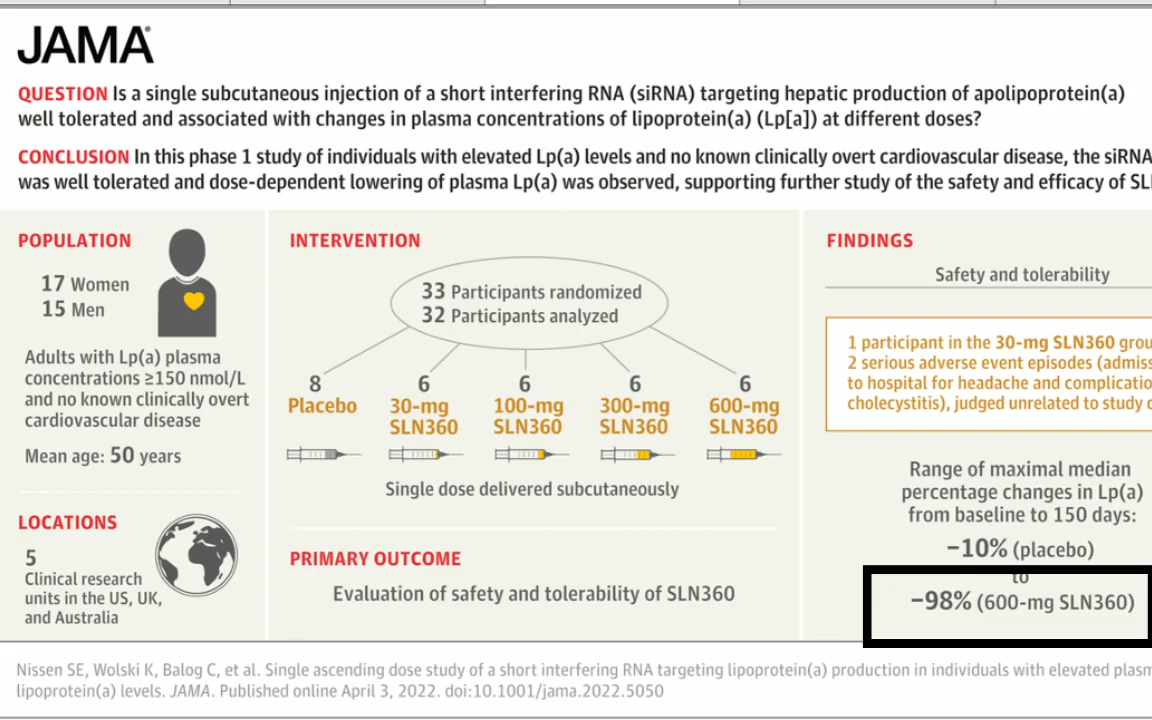 JAMA®
QUESTION Is a single subcutaneous injection of a short interfering RNA (siRNA) targeting hepatic production of apolipoprotein(a)
well tolerated and associated with changes in plasma concentrations of lipoprotein(a) (Lp[a]) at different doses?
CONCLUSION In this phase 1 study of individuals with elevated Lp(a) levels and no known clinically overt cardiovascular disease, the siRNA
was well tolerated and dose-dependent lowering of plasma Lp(a) was observed, supporting further study of the safety and efficacy of
POPULATION
17 Women
15 Men
Adults with Lp(a) plasma
concentrations ≥150 nmol/L
and no known clinically overt
cardiovascular disease
Mean age: 50 years
LOCATIONS
5
Clinical research
units in the US, UK,
and Australia
INTERVENTION
33 Participants randomized
32 Participants analyzed
8
Placebo
6
30-mg
SLN360
6
100-mg
SLN360
6
300-mg
SLN360
6
600-mg
SLN360
Single dose delivered subcutaneously
PRIMARY OUTCOME
Evaluation of safety and tolerability of SLN360
FINDINGS
Safety and tolerability
1 participant in the 30-mg SLN360
2 serious adverse event episodes
to hospital for headache and
cholecystitis), judged unrelated to study
Range of maximal median
percentage changes in Lp(a)
from baseline to 150 days:
−10% (placebo)
to
−98% (600-mg SLN360)
Nissen SE, Wolski K, Balog C, et al. Single ascending dose study of a short interfering RNA targeting lipoprotein(a) production in individuals with elevated
lipoprotein(a) levels. JAMA. Published online April 3, 2022. doi:10.1001/jama.2022.5050